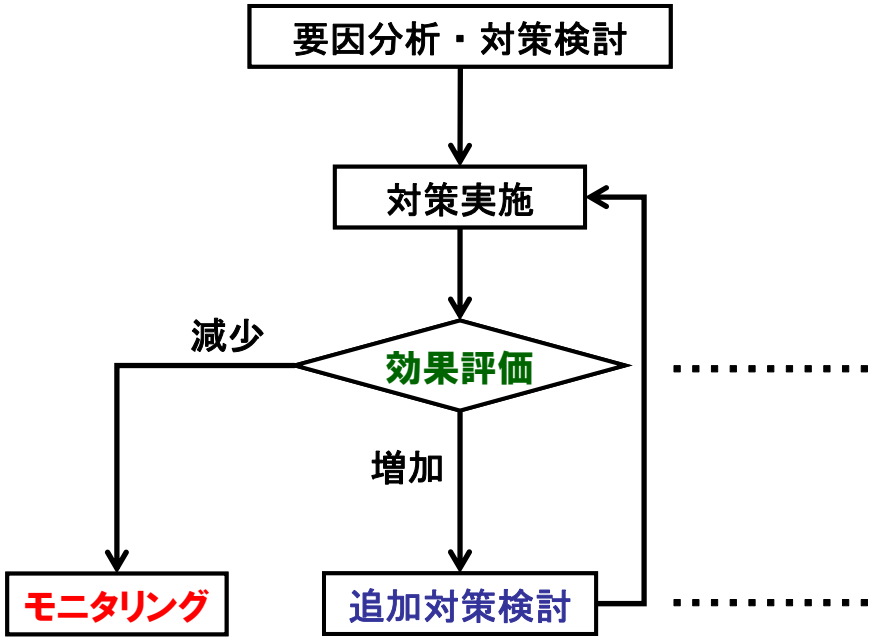 要因分析・対策検討
対策実施
減少
効果評価
増加
モニタリング
追加対策検討